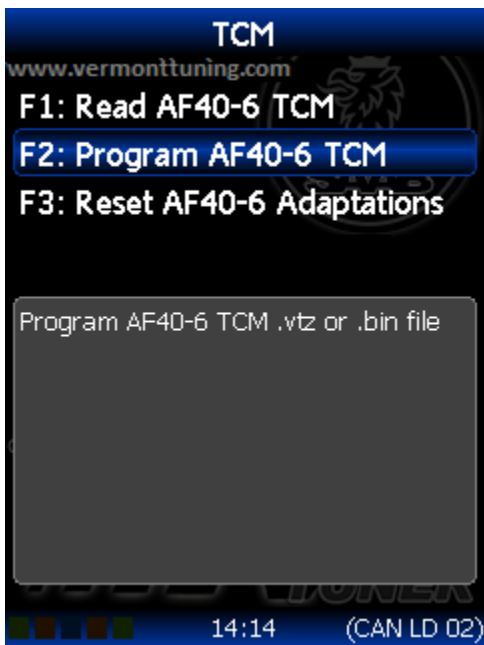 TCM
www.vermonttuning.com
F1: Read AF40-6 TCM
F2: Program AF40-6 TCM
F3: Reset AF40-6 Adaptations
Program AF40-6 TCM .vtz or .bin file
TUNER
14:14 (CAN LD 02)